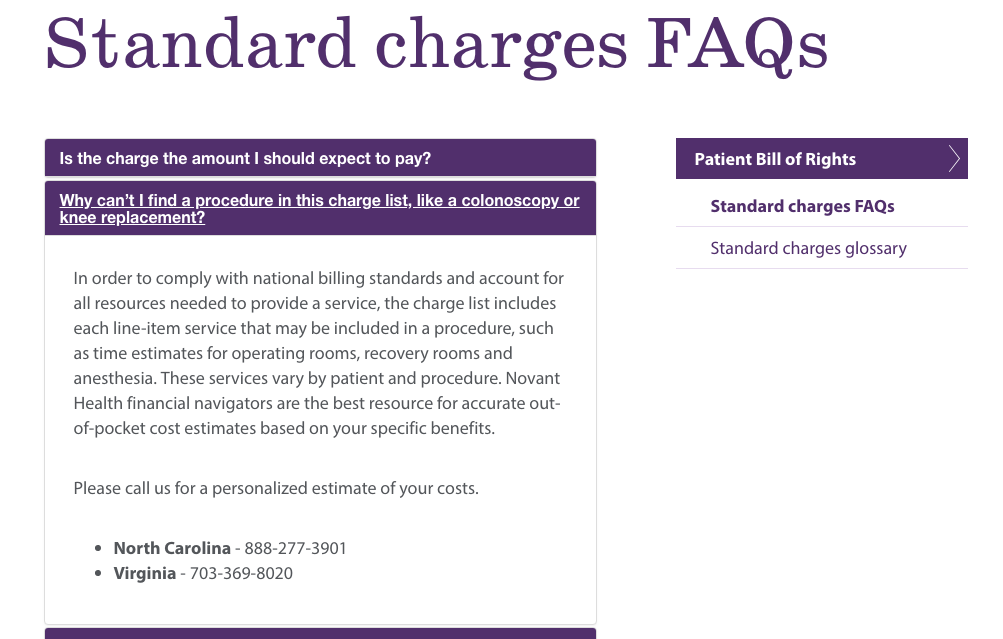 Standard charges FAQs
Is the charge the amount I should expect to pay?
Why can’t I find a procedure in this charge list, like a colonoscopy or
knee replacement?
In order to comply with national billing standards and account for
all resources needed to provide a service, the charge list includes
each line-item service that may be included in a procedure, such
as time estimates for operating rooms, recovery rooms and
anesthesia. These services vary by patient and procedure. Novant
Health financial navigators are the best resource for accurate out-
of-pocket cost estimates based on your specific benefits.
Please call us for a personalized estimate of your costs.
• North Carolina - 888-277-3901
• Virginia - 703-369-8020
Patient Bill of Rights
Standard charges FAQs
Standard charges glossary